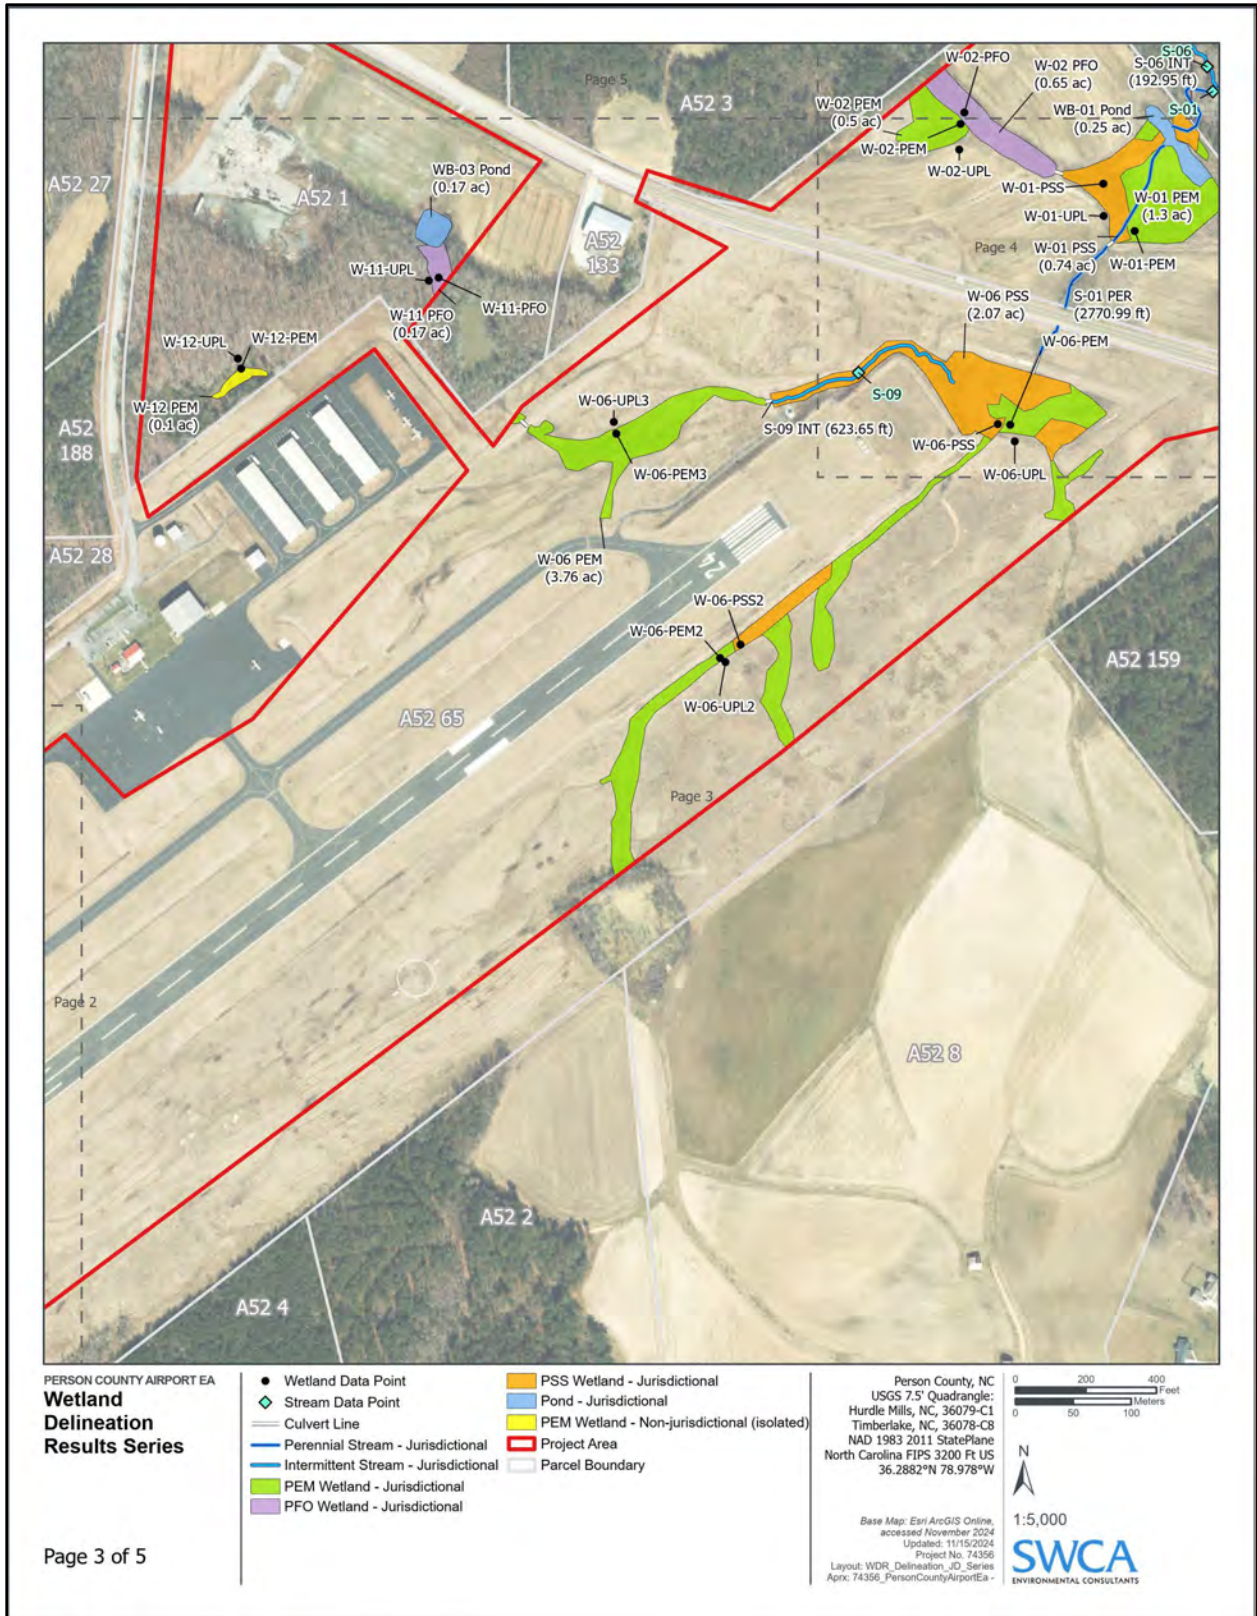 Page 5
A52 3
W-02-PFO
W-02 PFO
(0.65 ac)
S-06
S-06 INT
(192.95 ft)
S-01
W-02 PEM
(0.5 ac)
WB-01 Pond
(0.25 ac)
W-02-PEM
W-02-UPL
A52 27
A52 1
WB-03 Pond
(0.17 ac)
W-01-PSS
W-01 PEM
(1.3 ac)
W-01-UPL
A52
133
Page 4
W-01 PSS
(0.74 ac)
W-01-PEM
W-11-UPL
W-11-PFO
W-11 PFO
(0.17 ac)
W-06 PSS
(2.07 ac)
S-01 PER
(2770.99 ft)
W-12-UPL
W-12-PEM
W-06-PEM
W-12 PEM
(0.1 ac)
W-06-UPL3
S-09
S-09 INT (623.65 ft)
A52
188
W-06-PSS
W-06-PEM3
W-06-UPL
A52 28
W-06 PEM
(3.76 ac)
24
W-06-PSS2
W-06-PEM2
A52 159
W-06-UPL2
A52 65
Page 3
Page 2
A52 8
A52 2
A52 4
PERSON COUNTY AIRPORT EA
Wetland
Delineation
Results Series
Page 3 of 5
Wetland Data Point
Stream Data Point
Culvert Line
Perennial Stream - Jurisdictional
Intermittent Stream - Jurisdictional
PEM Wetland - Jurisdictional
PFO Wetland - Jurisdictional
PSS Wetland - Jurisdictional
Pond - Jurisdictional
PEM Wetland - Non-jurisdictional (isolated)
Project Area
Parcel Boundary
Person County, NC
USGS 7.5' Quadrangle:
Hurdle Mills, NC, 36079-C1
Timberlake, NC, 36078-C8
NAD 1983 2011 StatePlane
North Carolina FIPS 3200 Ft US
36.2882°N 78.978°W
Base Map: Esri ArcGIS Online,
accessed November 2024
Updated: 11/15/2024
Project No. 74356
Layout: WDR_Delineation_JD_Series
Aprx: 74356_PersonCountyAirportEa -
0 200 400
Feet
Meters
0 50 100
N
1:5,000
SWCA
ENVIRONMENTAL CONSULTANTS